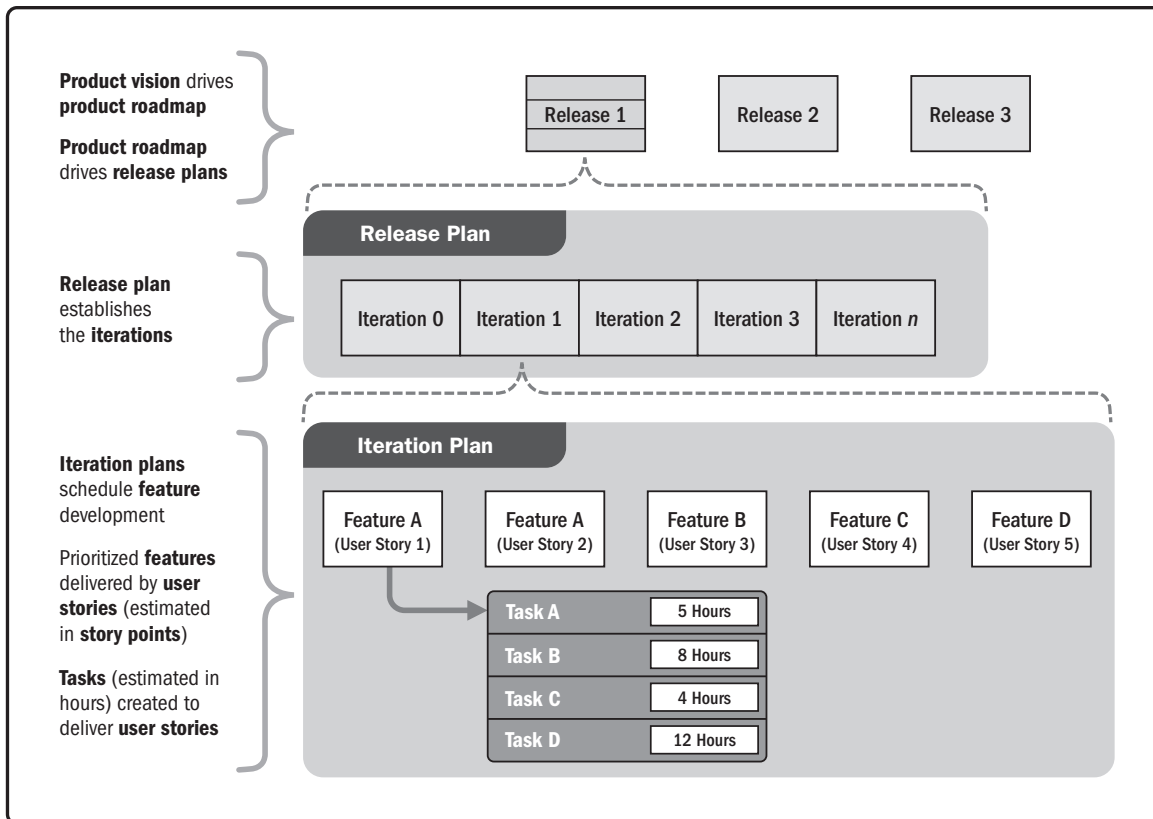 Product vision drives
product roadmap
Product roadmap
drives release plans
Release 1
Release 2
Release 3
Release Plan
Release plan
establishes
the iterations
Iteration 0
Iteration 1
Iteration 2
Iteration 3
Iteration n
Iteration Plan
Iteration plans
schedule feature
development
Prioritized features
delivered by user
stories (estimated
in story points)
Tasks (estimated in
hours) created to
deliver user stories
Feature A
(User Story 1)
Feature A
(User Story 2)
Feature B
(User Story 3)
Feature C
(User Story 4)
Feature D
(User Story 5)
Task A
5 Hours
Task B
8 Hours
Task C
4 Hours
Task D
12 Hours